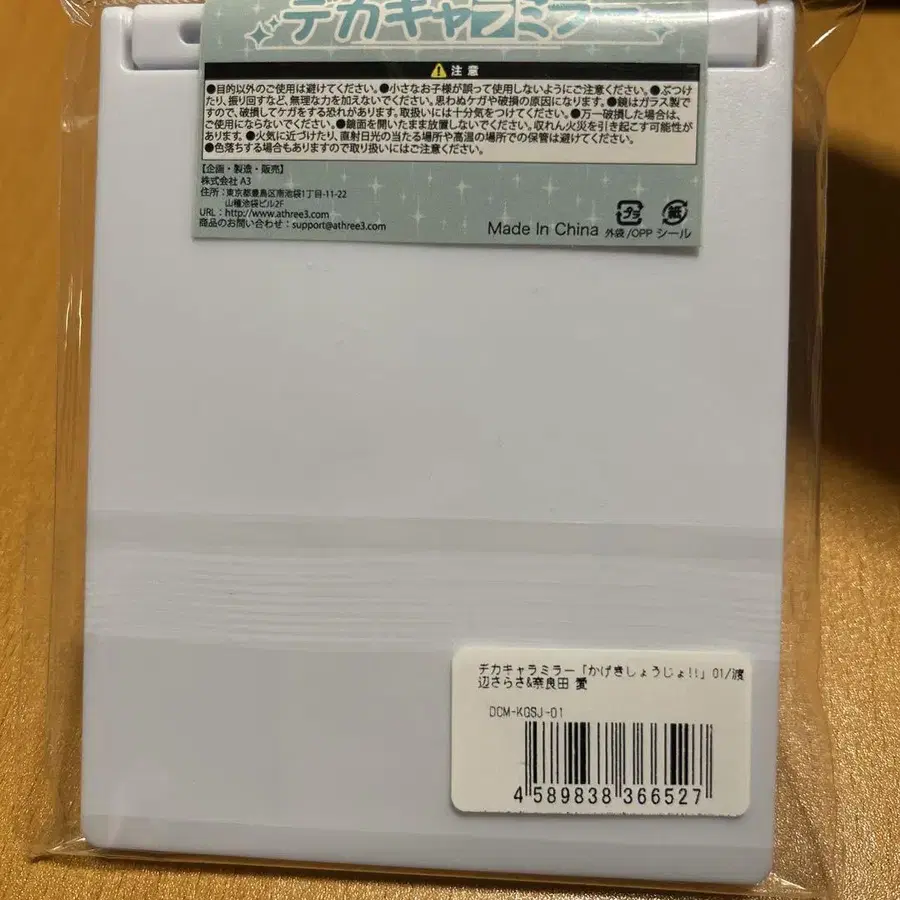 デカキャラミラー
注意
●目的以外のご使用は避けてください。●小さなお子様が誤って使用しないようにご注意ください。●ぶつけ
たり、振り回すなど、無理な力を加えないでください。思わぬケガや破損の原因になります。●鏡はガラス製で
すので、破損してケガをする恐れがあります。取扱いには十分気をつけてください。●万一破損した場合は、
ご使用にならないでください。●鏡面を開いたまま放置しないでください。収れん火災を引き起こす可能性が
あります。●火気に近づけたり、直射日光の当たる場所や高温の場所での保管は避けてください。
●色落ちする場合もありますので取り扱いにはご注意ください。
【企画・製造・販売】
株式会社 A3
住所：東京都豊島区南池袋1丁目-11-22
山種池袋ビル2F
URL：http://www.athree3.com
商品のお問い合わせ：support@athree3.com
Made In China
プラ
紙
外袋/OPP シール
デカキャラミラー「かげきしょうじょ!!」01/渡
辺さらさ&奈良田 愛
DCM-KGSJ-01
4 589838 366527